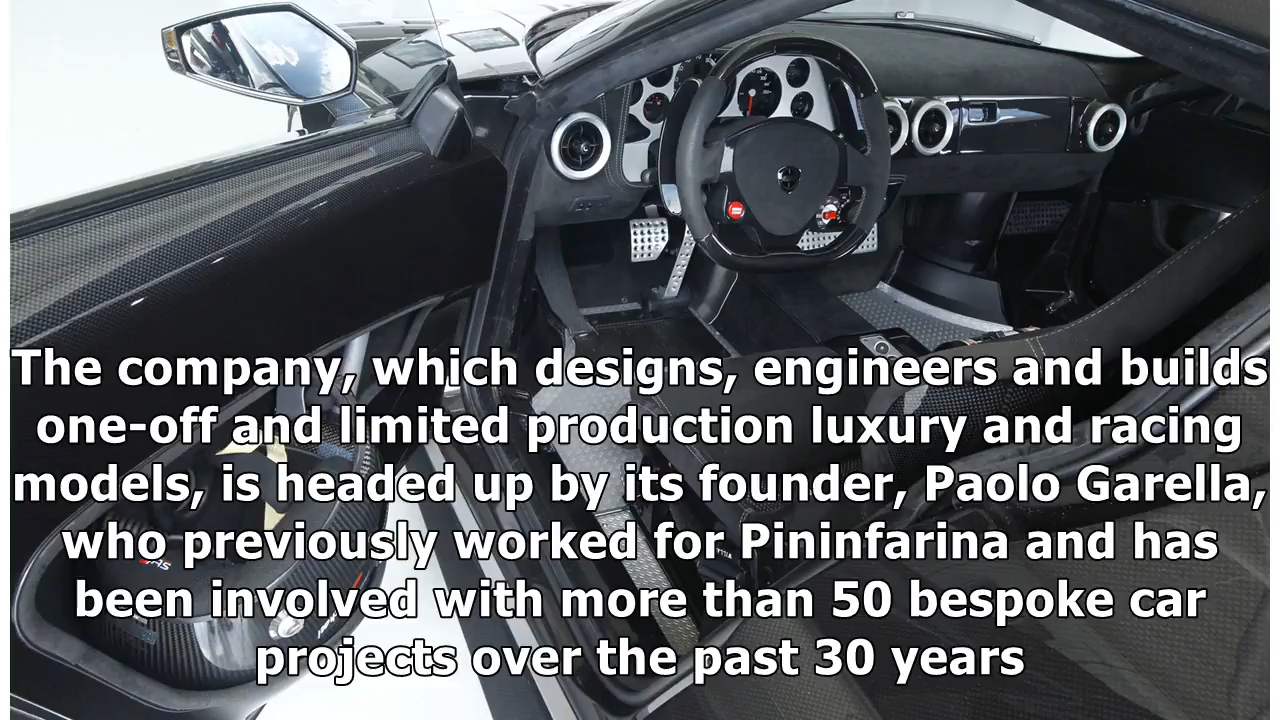 The company, which designs, engineers and builds
one-off and limited production luxury and racing
models, is headed up by its founder, Paolo Garella,
who previously worked for Pininfarina and has
been involved with more than 50 bespoke car
projects over the past 30 years